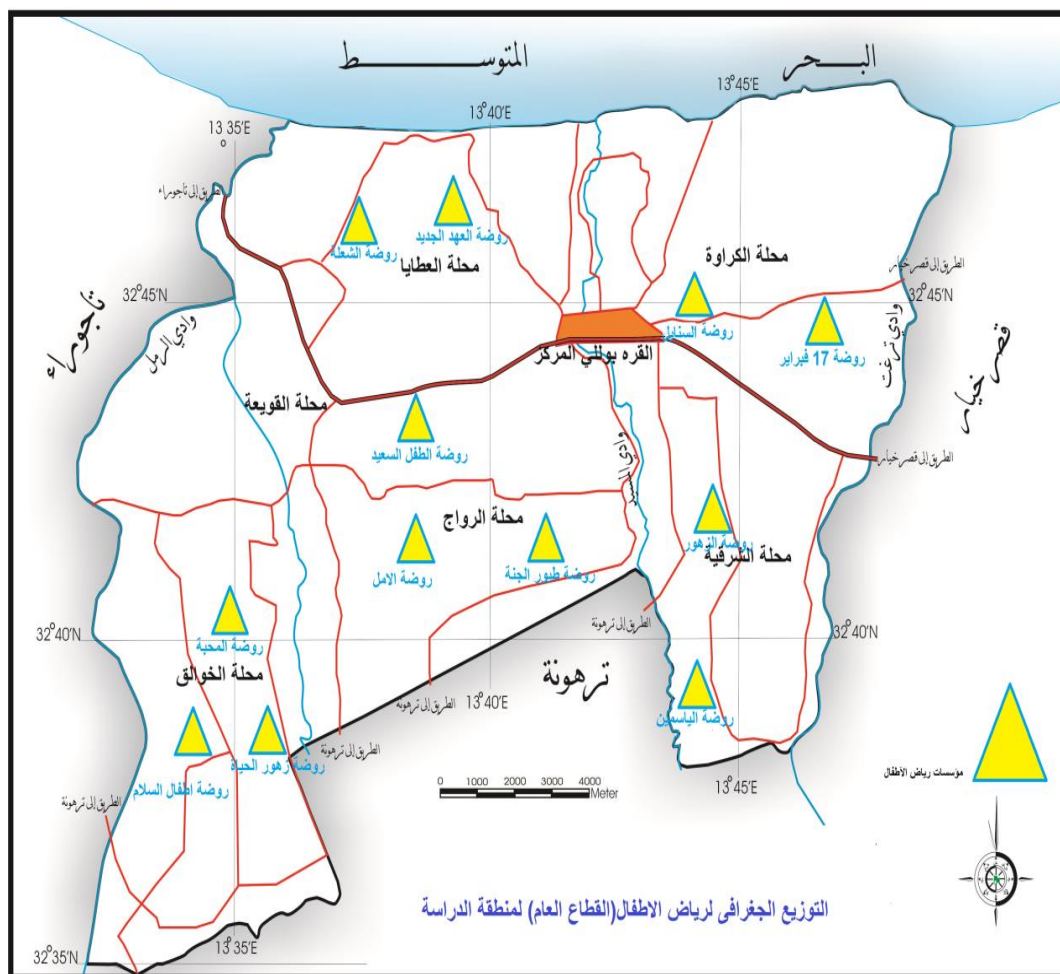 البحر
المتوسط
13°45'E
13°40'E
13 35'E
الطريق إلى تاجوراء
روضة العهد الجديد
روضة الشعلة
محلة العطايا
محلة الكراوة
الطريق إلى قصر خيار
32°45'N
32°45'N
روضة السنابل
روضة 17 فبراير
وادي ترغت
قصر خيار
تاجوراء
وادي الرمل
القره بوللي المركز
محلة القويعة
روضة الطفل السعيد
وادي المسيد
الطريق إلى قصر خيار
محلة الرواج
روضة الامل
روضة طيور الجنة
روضة الزهور
محلة الشرقية
الطريق إلى ترهونة
32°40'N
32°40'N
روضة المحبة
محلة الخوالق
ترهونة
13°40'E
الطريق إلى ترهونة
الطريق إلى ترهونة
روضة الياسمين
روضة زهور الحياة
روضة اطفال السلام
الطريق إلى ترهونة
مؤسسات رياض الأطفال
0 1000 2000 3000 4000
Meter
13°45'E
التوزيع الجغرافى لرياض الاطفال(القطاع العام) لمنطقة الدراسة
13°35'E
32°35'N